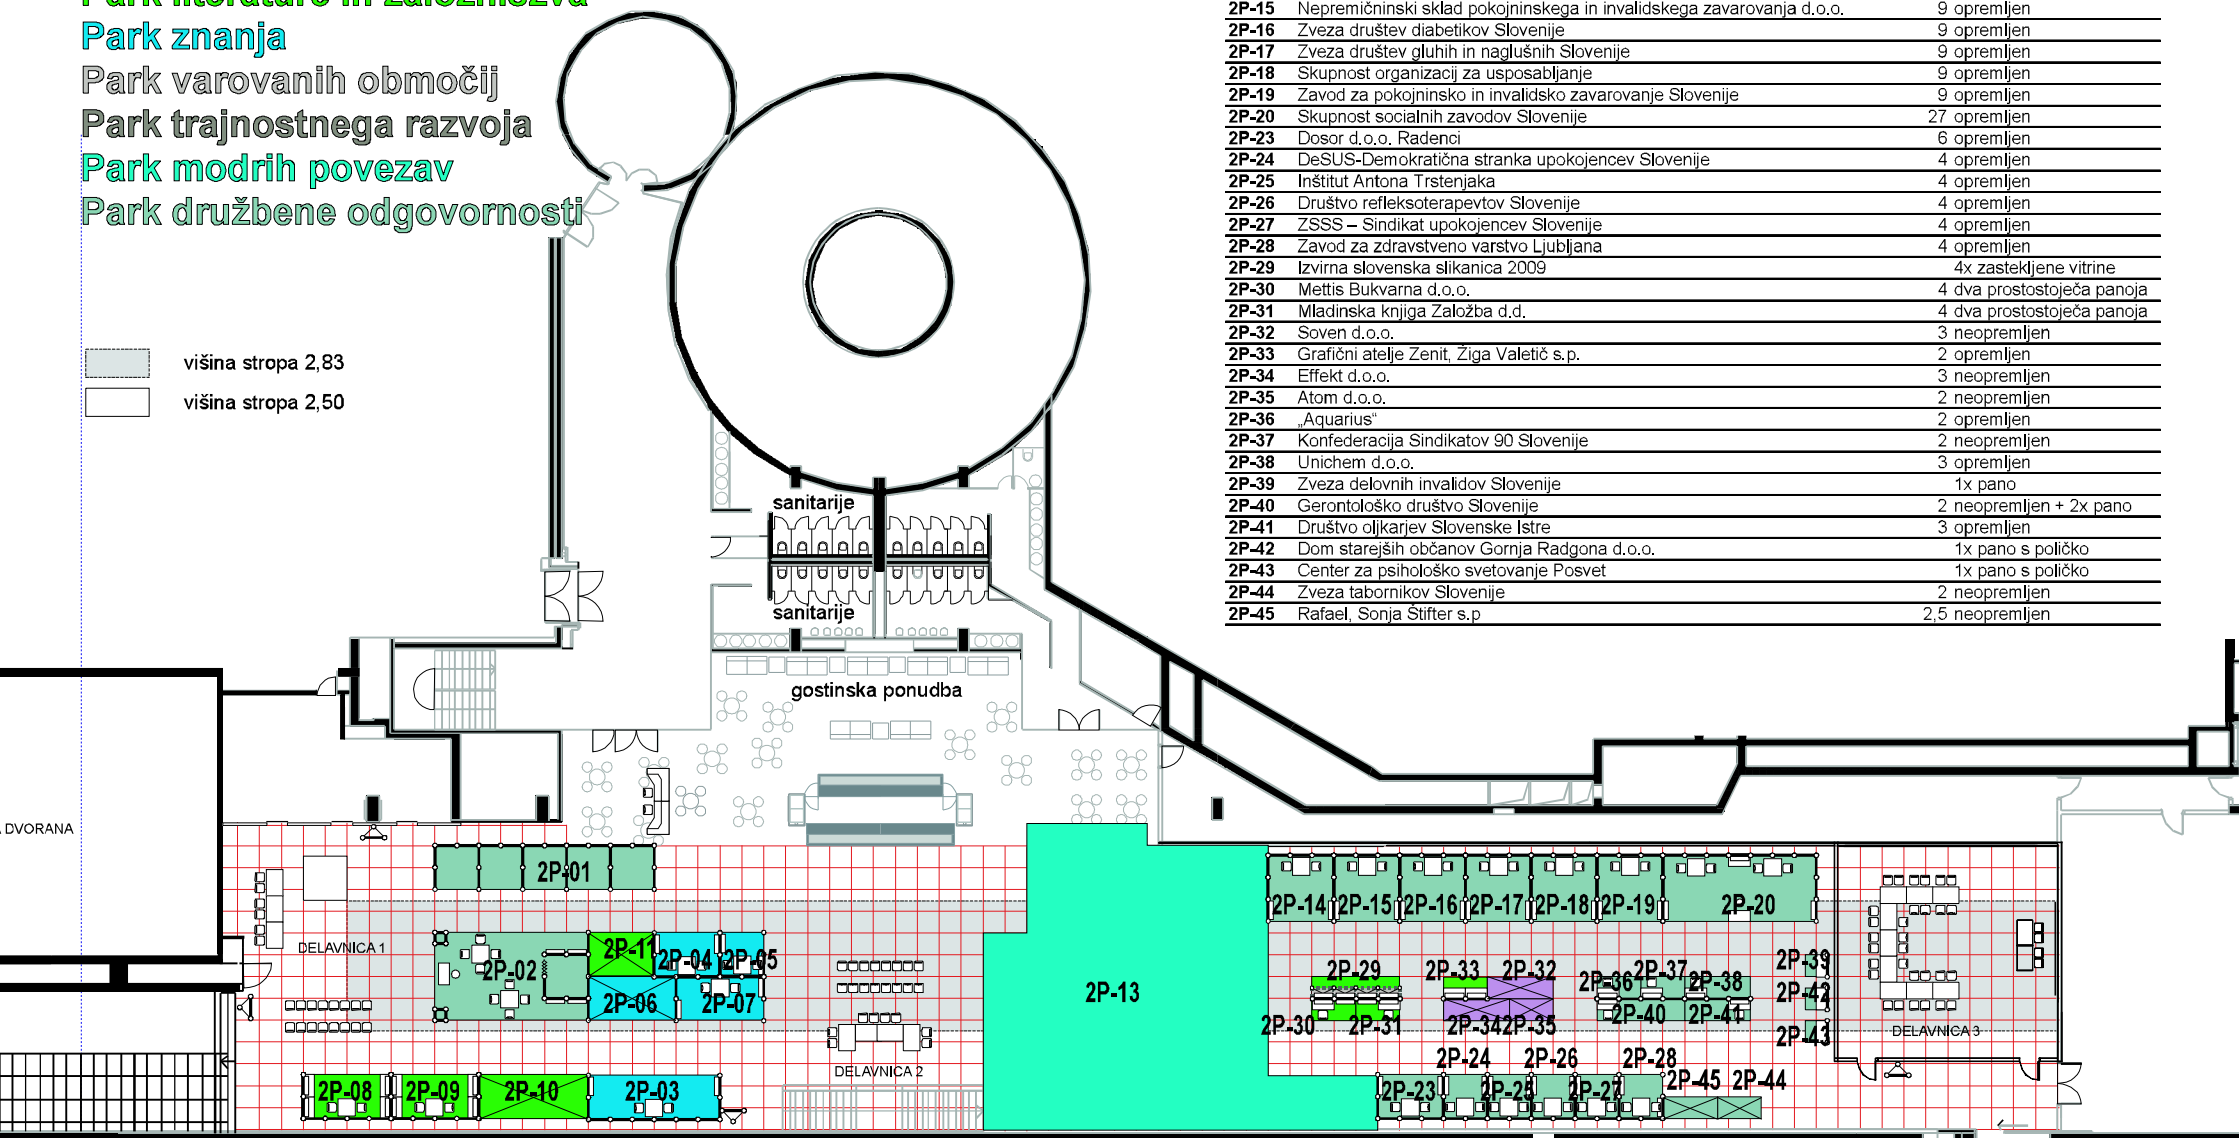 Park literature in založništva
Park znanja
Park varovanih območij
Park trajnostnega razvoja
Park modrih povezav
Park družbene odgovornosti
višina stropa 2,83
višina stropa 2,50
2P-15 Nepremičninski sklad pokojninskega in invalidskega zavarovanja d.o.o. 9 opremljen
2P-16 Zveza društev diabetikov Slovenije 9 opremljen
2P-17 Zveza društev gluhih in naglušnih Slovenije 9 opremljen
2P-18 Skupnost organizacij za usposabljanje 9 opremljen
2P-19 Zavod za pokojninsko in invalidsko zavarovanje Slovenije 9 opremljen
2P-20 Skupnost socialnih zavodov Slovenije 27 opremljen
2P-23 Dosor d.o.o. Radenci 6 opremljen
2P-24 DeSUS-Demokratična stranka upokojencev Slovenije 4 opremljen
2P-25 Inštitut Antona Trstenjaka 4 opremljen
2P-26 Društvo refleksoterapevtov Slovenije 4 opremljen
2P-27 ZSSS – Sindikat upokojencev Slovenije 4 opremljen
2P-28 Zavod za zdravstveno varstvo Ljubljana 4 opremljen
2P-29 Izvirna slovenska slikanica 2009 4x zastekljene vitrine
2P-30 Mettis Bukvarna d.o.o. 4 dva prostostoječa panoja
2P-31 Mladinska knjiga Založba d.d. 4 dva prostostoječa panoja
2P-32 Soven d.o.o. 3 neopremljen
2P-33 Grafični atelje Zenit, Žiga Valetič s.p. 2 opremljen
2P-34 Effekt d.o.o. 3 neopremljen
2P-35 Atom d.o.o. 2 neopremljen
2P-36 „Aquarius“ 2 opremljen
2P-37 Konfederacija Sindikatov 90 Slovenije 2 neopremljen
2P-38 Unichem d.o.o. 3 opremljen
2P-39 Zveza delovnih invalidov Slovenije 1x pano
2P-40 Gerontološko društvo Slovenije 2 neopremljen + 2x pano
2P-41 Društvo oljkarjev Slovenske Istre 3 opremljen
2P-42 Dom starejših občanov Gornja Radgona d.o.o. 1x pano s poličko
2P-43 Center za psihološko svetovanje Posvet 1x pano s poličko
2P-44 Zveza tabornikov Slovenije 2 neopremljen
2P-45 Rafael, Sonja Štifter s.p 2,5 neopremljen
sanitarije
sanitarije
gostinska ponudba
A DVORANA
2P-01
2P-14 2P-15 2P-16 2P-17 2P-18 2P-19 2P-20
DELAVNICA 1
2P-02
2P-11 2P-04 2P-05
2P-06 2P-07
2P-13
2P-29 2P-33 2P-32 2P-36 2P-37 2P-38 2P-39
2P-42
2P-30 2P-31 2P-34 2P-35 2P-40 2P-41 2P-43
DELAVNICA 3
DELAVNICA 2
2P-24 2P-26 2P-28
2P-08 2P-09 2P-10 2P-03
2P-23 2P-25 2P-27 2P-45 2P-44